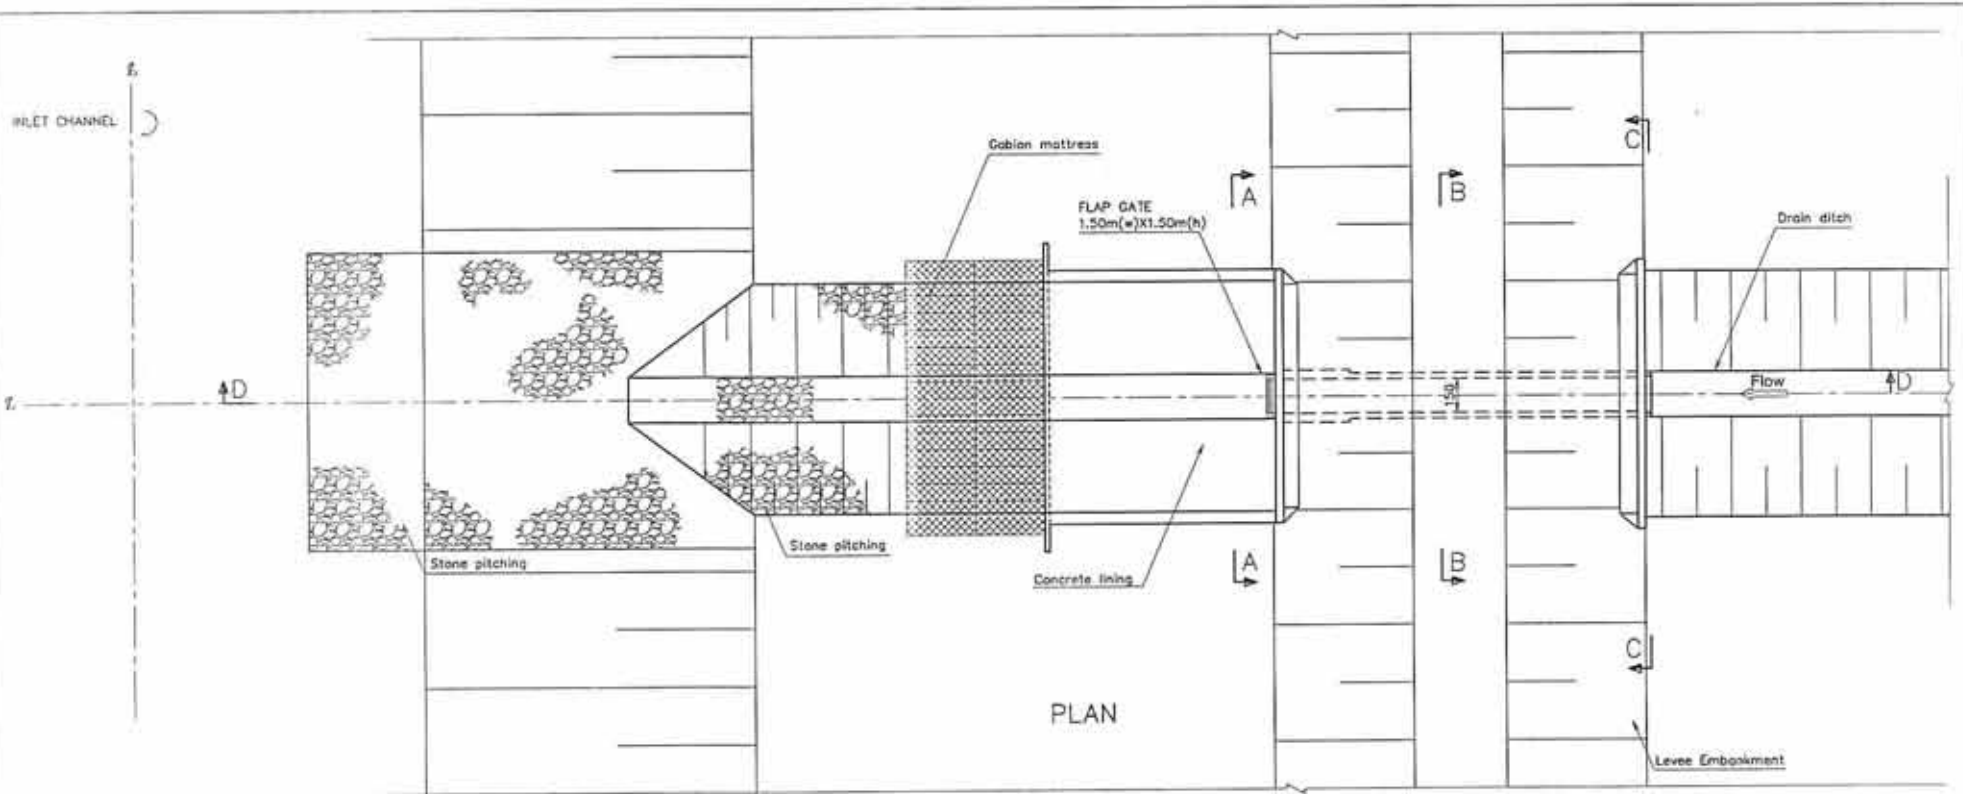 INLET CHANNEL
Gabion mattress
C
A
B
FLAP GATE
1.50m(w)X1.50m(h)
Drain ditch
D
Flow
D
150
Stone pitching
Stone pitching
Concrete lining
A
B
C
PLAN
Levee Embankment